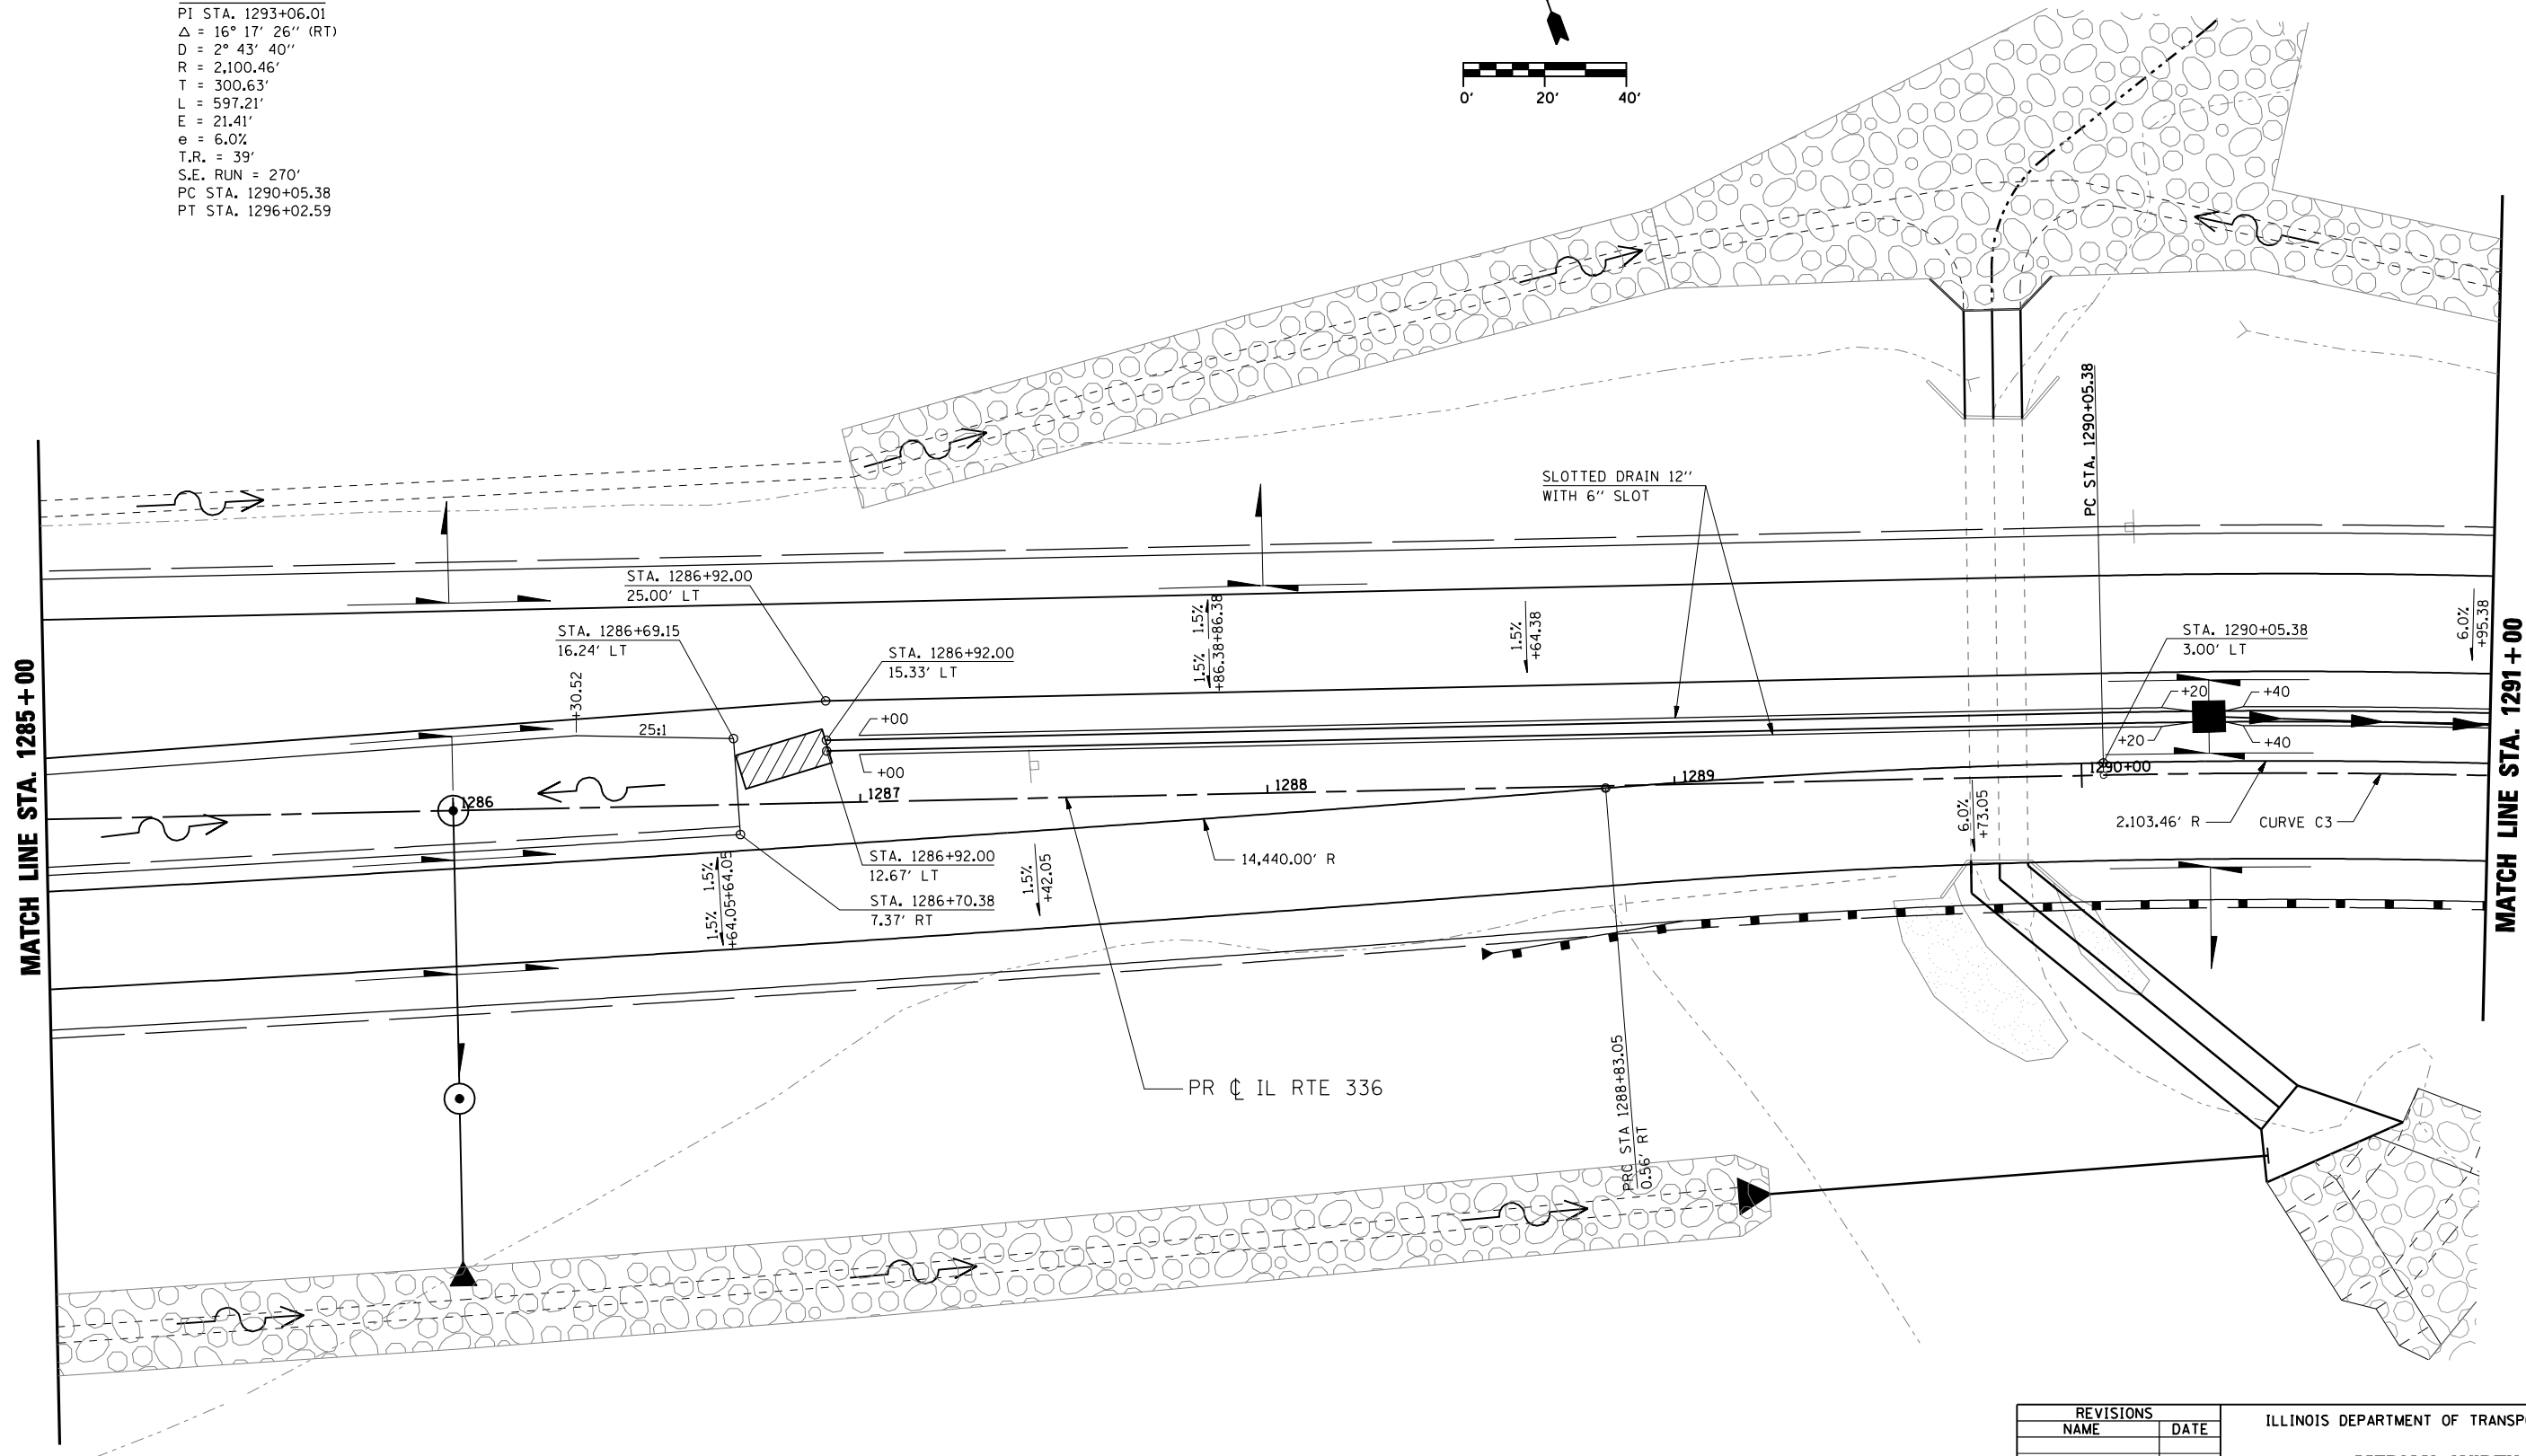 PI STA. 1293+06.01
Δ = 16° 17' 26'' (RT)
D = 2° 43' 40''
R = 2,100.46'
T = 300.63'
L = 597.21'
E = 21.41'
e = 6.0%
T.R. = 39'
S.E. RUN = 270'
PC STA. 1290+05.38
PT STA. 1296+02.59
0' 20' 40'
PC STA. 1290+05.38
SLOTTED DRAIN 12''
WITH 6'' SLOT
STA. 1286+92.00
25.00' LT
STA. 1286+69.15
16.24' LT
STA. 1286+92.00
15.33' LT
1.5% 1.5%
+86.38+86.38
1.5%
+64.38
STA. 1290+05.38
3.00' LT
6.0%
+95.38
MATCH LINE STA. 1285+00
MATCH LINE STA. 1291+00
+30.52
25:1
+00
+00
+20
+40
+20
+40
1286
1287
1288
1289
1290+00
2.103.46' R
CURVE C3
6.0%
+73.05
14,440.00' R
STA. 1286+92.00
12.67' LT
STA. 1286+70.38
7.37' RT
1.5% 1.5%
+64.05+64.05
1.5%
+42.05
PR ℄ IL RTE 336
PRC STA 1288+83.05
0.56' RT
REVISIONS
NAME DATE
ILLINOIS DEPARTMENT OF TRANSP